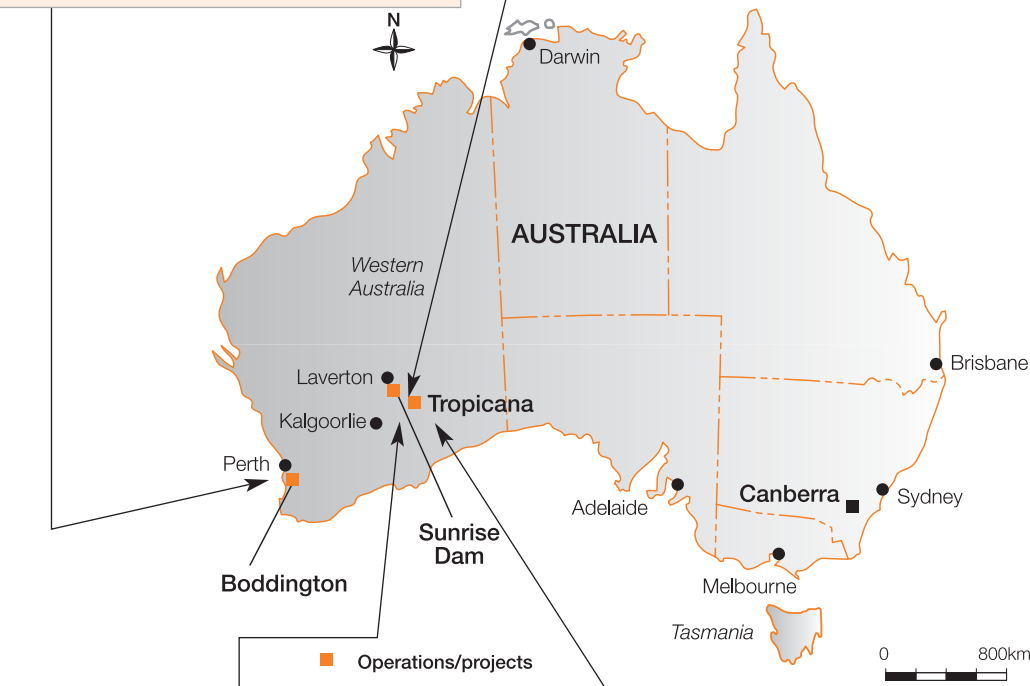 N
Darwin
AUSTRALIA
Western
Australia
Laverton
Tropicana
Kalgoorlie
Brisbane
Perth
Adelaide
Canberra
Sydney
Sunrise
Dam
Boddington
Melbourne
Tasmania
Operations/projects
0 800km